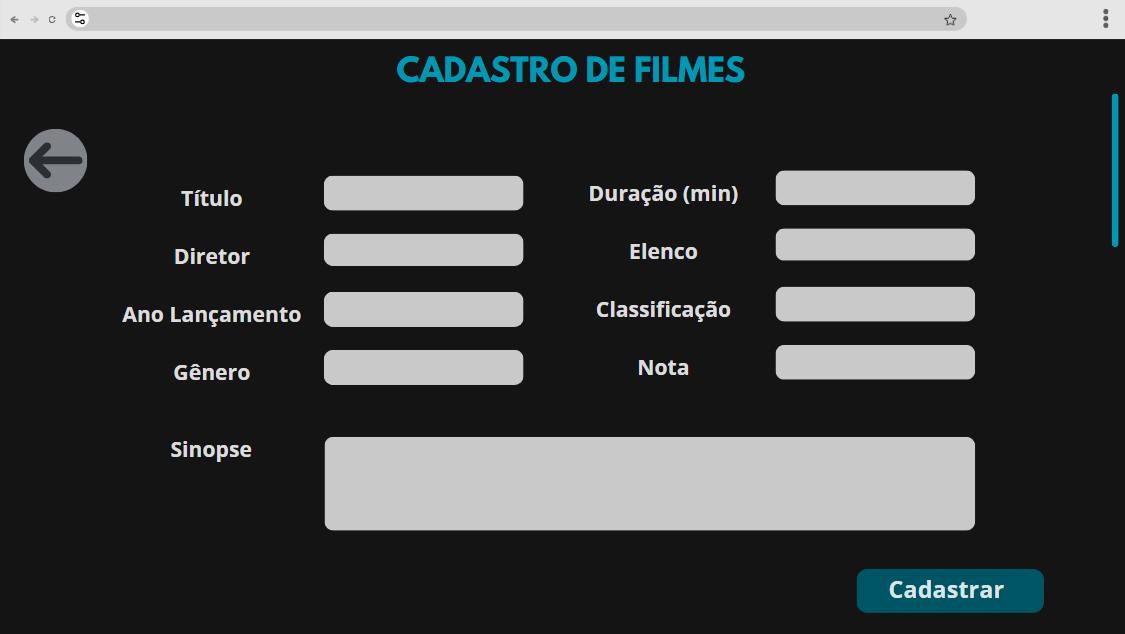 CADASTRO DE FILMES
Título
Duração (min)
Diretor
Elenco
Ano Lançamento
Classificação
Gênero
Nota
Sinopse
Cadastrar